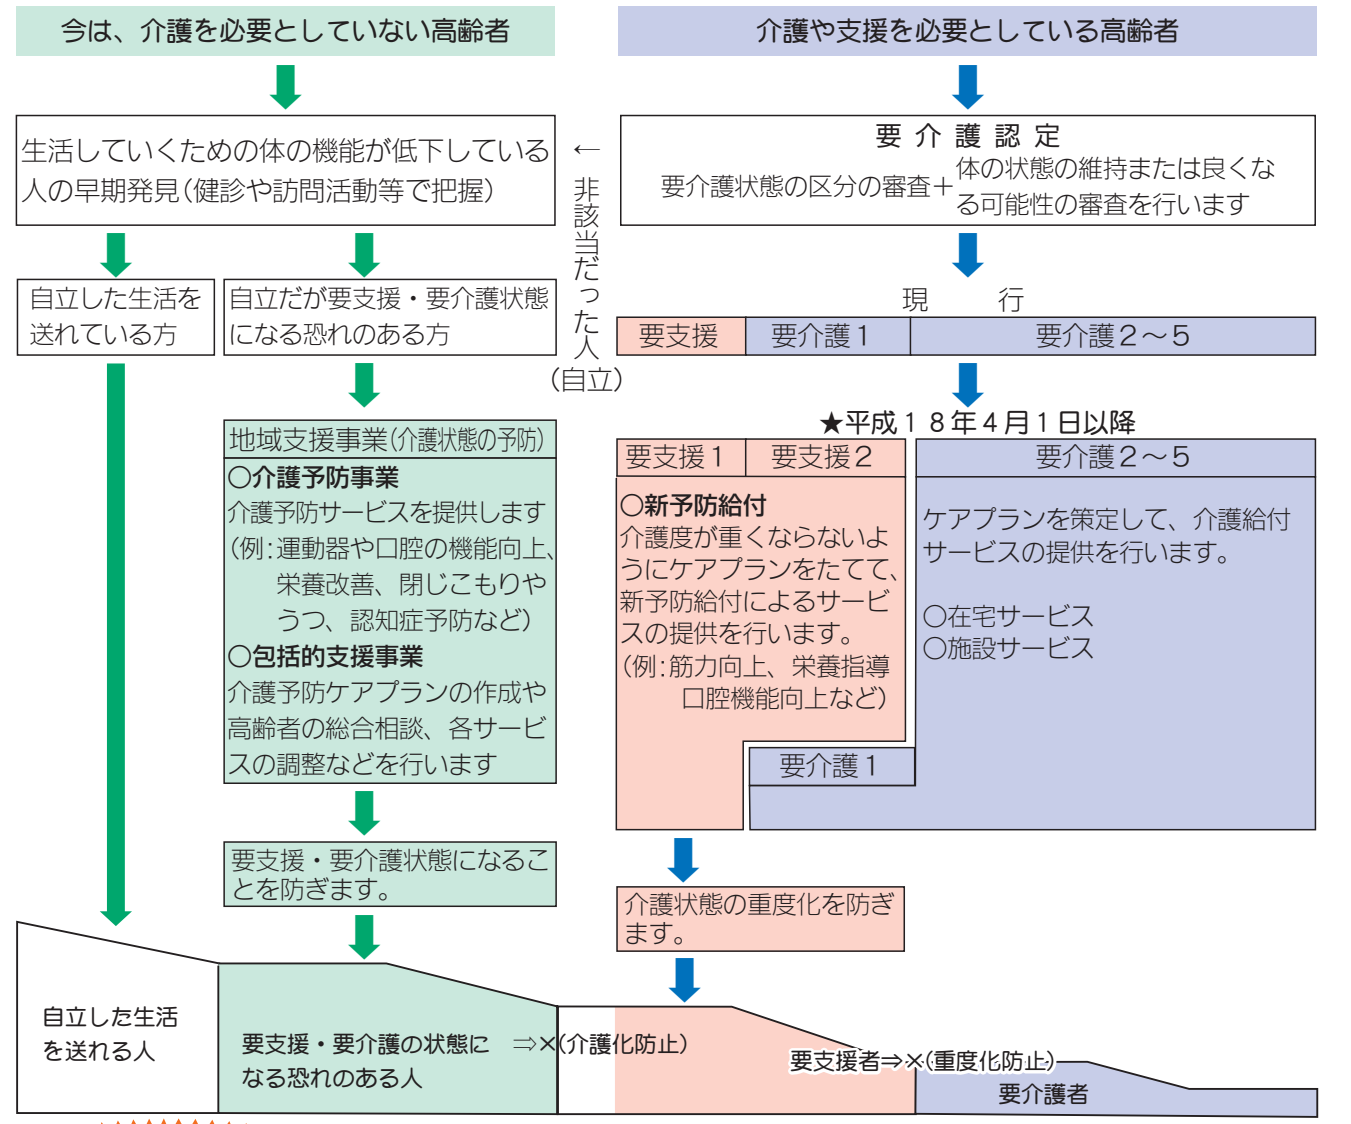 今は、介護を必要としていない高齢者
生活していくための体の機能が低下している
人の早期発見(健診や訪問活動等で把握)
自立した生活を
送れている方
自立だが要支援・要介護状態
になる恐れのある方
地域支援事業(介護状態の予防)
○介護予防事業
介護予防サービスを提供します
(例:運動器や口腔の機能向上、
栄養改善、閉じこもりや
うつ、認知症予防など)
○包括的支援事業
介護予防ケアプランの作成や
高齢者の総合相談、各サービ
スの調整などを行います
要支援・要介護状態になるこ
とを防ぎます。
←非該当だった人
(自立)
介護や支援を必要としている高齢者
要介護認定
要介護状態の区分の審査+
体の状態の維持または良くな
る可能性の審査を行います
現 行
要支援
要介護1
要介護2〜5
★平成18年4月1日以降
要支援1
要支援2
○新予防給付
介護度が重くならないよ
うにケアプランをたてて、
新予防給付によるサービ
スの提供を行います。
(例:筋力向上、栄養指導
口腔機能向上など)
要介護2〜5
ケアプランを策定して、介護給付
サービスの提供を行います。
○在宅サービス
○施設サービス
要介護1
介護状態の重度化を防ぎ
ます。
自立した生活
を送れる人
要支援・要介護の状態に ⇒×(介護化防止)
なる恐れのある人
要支援者⇒×(重度化防止)
要介護者